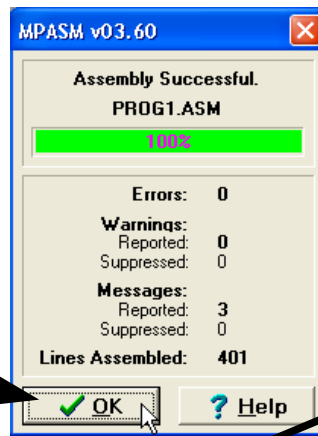 MPASM v03.60
Assembly Successful.
PROG1.ASM
100%
Errors: 0
Warnings:
Reported: 0
Suppressed: 0
Messages:
Reported: 3
Suppressed: 0
Lines Assembled: 401
OK
Help